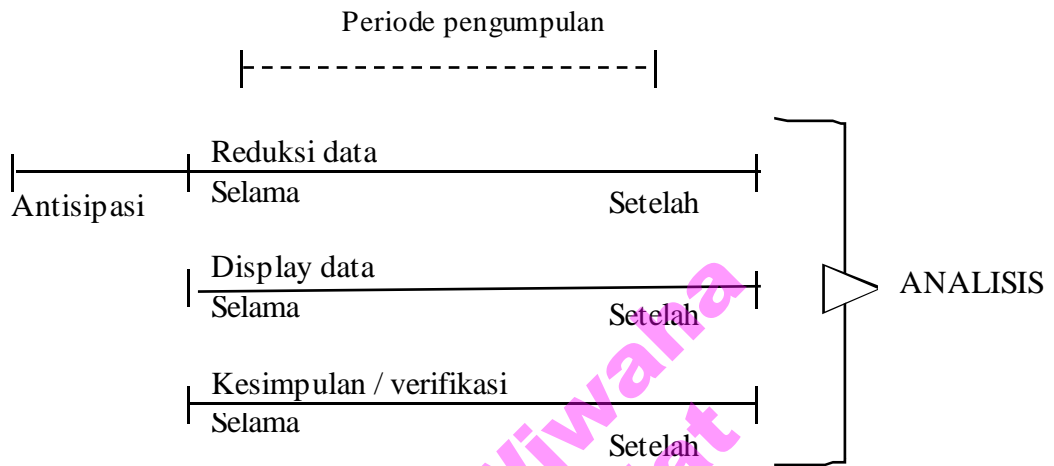 Periode pengumpulan
Reduksi data
Antisipasi
Selama
Setelah
Display data
Selama
Setelah
ANALISIS
Kesimpulan / verifikasi
Selama
Setelah